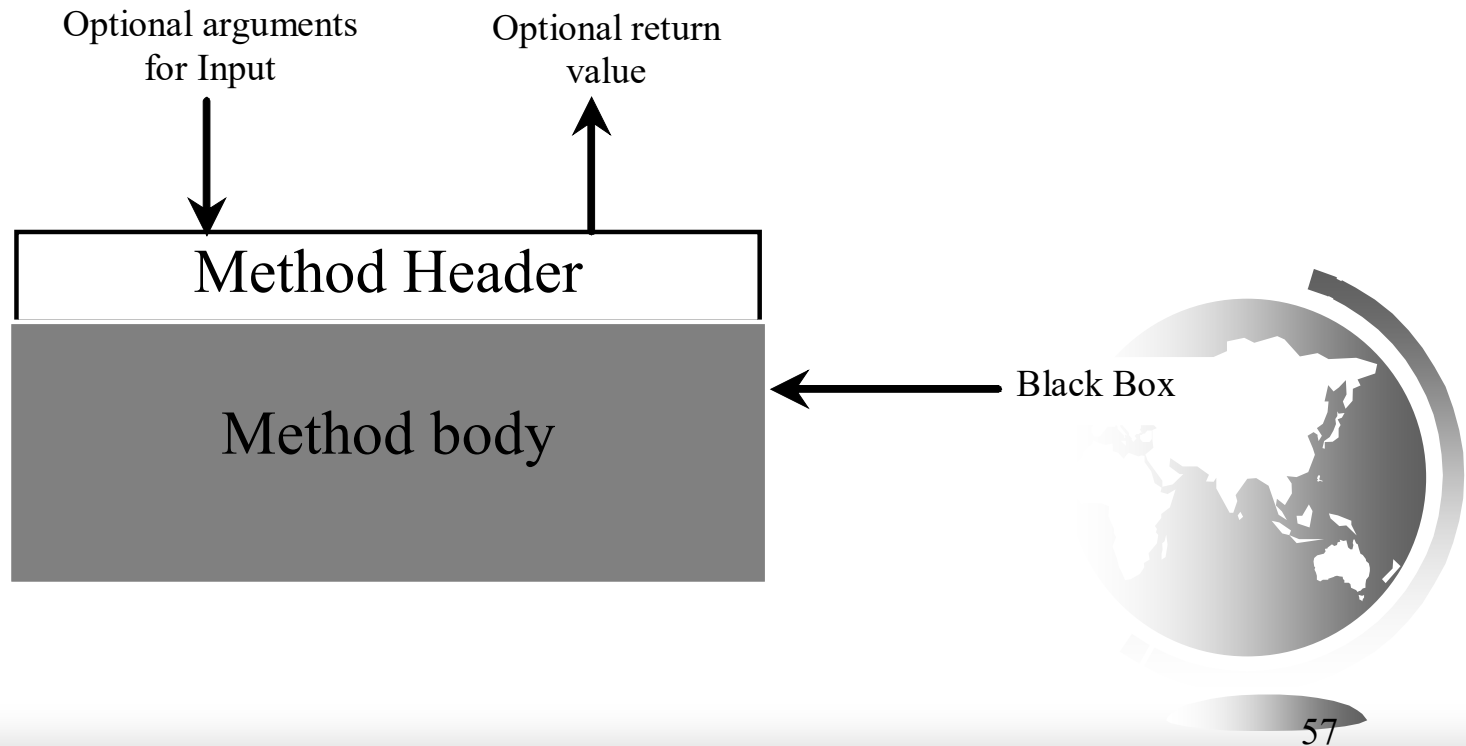 Optional arguments
for Input
Optional return
value
Method Header
Black Box
Method body
57